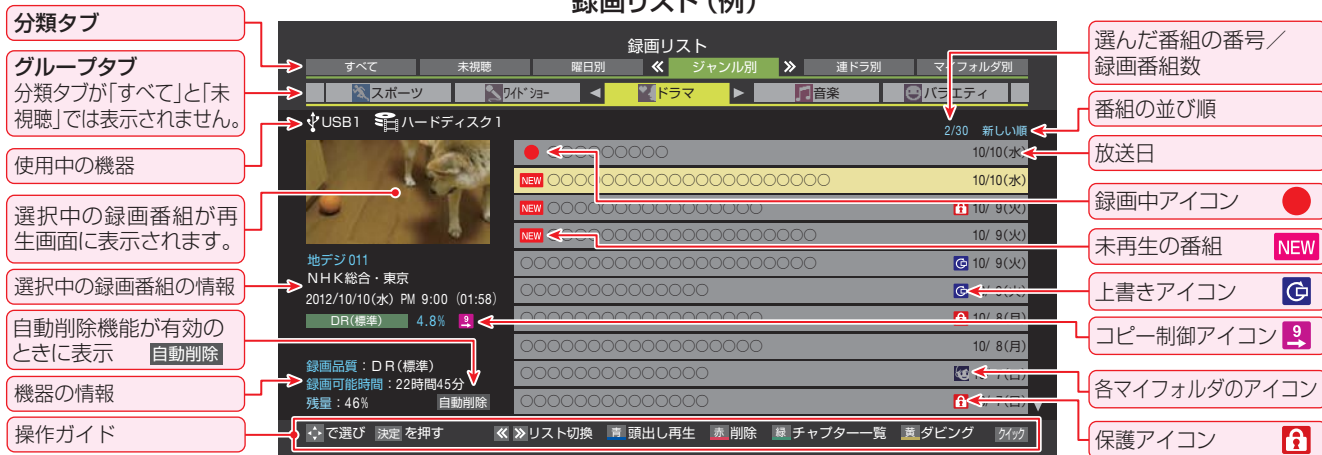 録画リスト（例）
分類タブ
グループタブ
分類タブが「すべて」と「未
視聴」では表示されません。
使用中の機器
選択中の録画番組が再
生画面に表示されます。
選択中の録画番組の情報
自動削除機能が有効の
ときに表示 自動削除
機器の情報
操作ガイド
録画リスト
すべて 未視聴 曜日別 ≪ ジャンル別 ≫ 連ドラ別 マイフォルダ別
スポーツ ワイドショー ◀ ドラマ ▶ 音楽 バラエティ
USB1 ハードディスク1
2/30 新しい順
○○○○○○○○○ 10/10(水)
NEW ○○○○○○○○○○○○○○○○○○○○○ 10/10(水)
NEW ○○○○○○○○○○○○○○○○ 10/ 9(火)
NEW ○○○○○○○○○○○○○○○○○○ 10/ 9(火)
○○○○○○○○○○○○○○○○○○○○○○ 10/ 9(火)
○○○○○○○○○○○○○○
○○○○○○○○○○○○○○○○ 10/ 8(月)
○○○○○○○○○○○○○○○○○○ 10/ 8(月)
○○○○○○○○○○○○○○
○○○○○○○○○○○○○○
地デジ 011
NHK総合・東京
2012/10/10(水) PM 9:00 (01:58)
DR(標準) 4.8% 9
録画品質：DR(標準)
録画可能時間：22時間45分
残量：46% 自動削除
で選び 決定 を押す ≪ ≫リスト切換 青 頭出し再生 赤 削除 緑 チャプター一覧 黄 ダビング クイック
選んだ番組の番号／
録画番組数
番組の並び順
放送日
録画中アイコン
未再生の番組 NEW
上書きアイコン
コピー制御アイコン 9
各マイフォルダのアイコン
保護アイコン